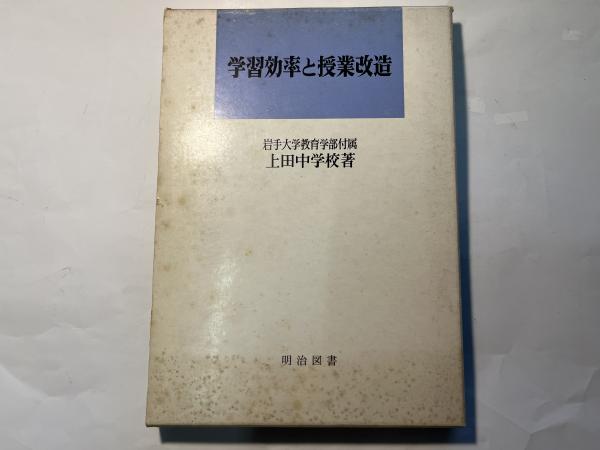 学習効率と授業改造
岩手大学教育学部付属
上田中学校著
明治図書